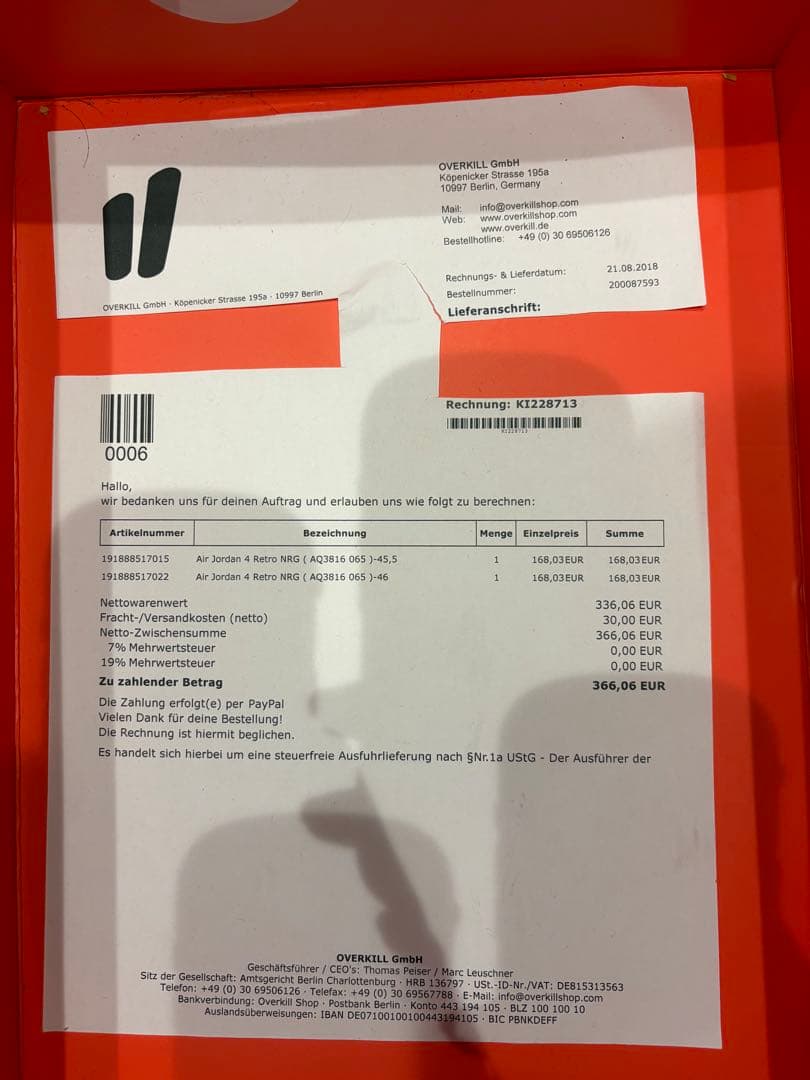 OVERKILL GmbH
Köpenicker Strasse 195a
10997 Berlin, Germany
Mail: info@overkillshop.com
Web: www.overkillshop.com
www.overkill.de
Bestellhotline: +49 (0) 30 69506126
Rechnungs- & Lieferdatum: 21.08.2018
Bestellnummer: 200087593
OVERKILL GmbH · Köpenicker Strasse 195a · 10997 Berlin
Lieferanschrift:
Rechnung: KI228713
KI228713
0006
Hallo,
wir bedanken uns für deinen Auftrag und erlauben uns wie folgt zu berechnen:
Artikelnummer Bezeichnung Menge Einzelpreis Summe
191888517015 Air Jordan 4 Retro NRG ( AQ3816 065 )-45,5 1 168,03EUR 168,03EUR
191888517022 Air Jordan 4 Retro NRG ( AQ3816 065 )-46 1 168,03EUR 168,03EUR
Nettowarenwert 336,06 EUR
Fracht-/Versandkosten (netto) 30,00 EUR
Netto-Zwischensumme 366,06 EUR
7% Mehrwertsteuer 0,00 EUR
19% Mehrwertsteuer 0,00 EUR
Zu zahlender Betrag 366,06 EUR
Die Zahlung erfolgt(e) per PayPal
Vielen Dank für deine Bestellung!
Die Rechnung ist hiermit beglichen.
Es handelt sich hierbei um eine steuerfreie Ausfuhrlieferung nach §Nr.1a UStG - Der Ausführer der
OVERKILL GmbH
Geschäftsführer / CEO's: Thomas Peiser / Marc Leuschner
Sitz der Gesellschaft: Amtsgericht Berlin Charlottenburg · HRB 136797 · USt.-ID-Nr./VAT: DE815313563
Telefon: +49 (0) 30 69506126 · Telefax: +49 (0) 30 69567788 · E-Mail: info@overkillshop.com
Bankverbindung: Overkill Shop · Postbank Berlin · Konto 443 194 105 · BLZ 100 100 10
Auslandsüberweisungen: IBAN DE07100100100443194105 · BIC PBNKDEFF